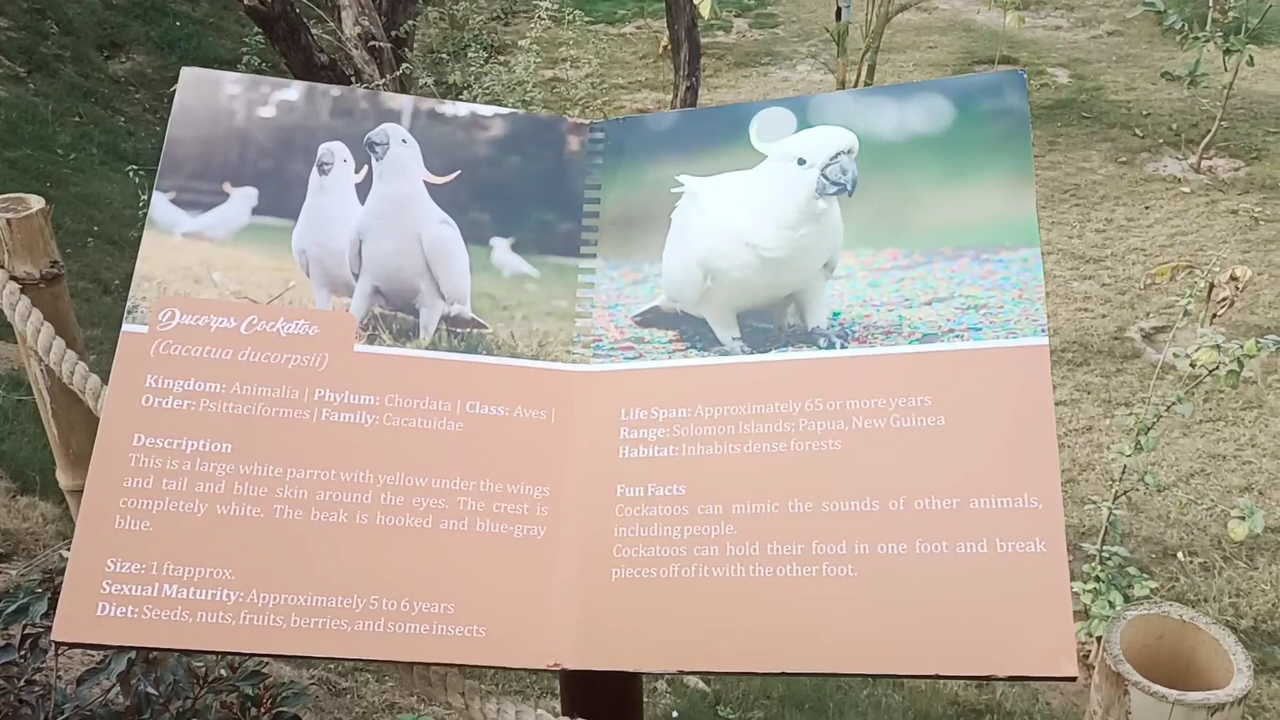 Ducorps Cockatoo
(Cacatua ducorpsii)
Kingdom: Animalia | Phylum: Chordata | Class: Aves |
Order: Psittaciformes | Family: Cacatuidae
Description
This is a large white parrot with yellow under the wings
and tail and blue skin around the eyes. The crest is
completely white. The beak is hooked and blue-gray
blue.
Size: 1 ftapprox.
Sexual Maturity: Approximately 5 to 6 years
Diet: Seeds, nuts, fruits, berries, and some insects
Life Span: Approximately 65 or more years
Range: Solomon Islands; Papua, New Guinea
Habitat: Inhabits dense forests
Fun Facts
Cockatoos can mimic the sounds of other animals,
including people.
Cockatoos can hold their food in one foot and break
pieces off of it with the other foot.